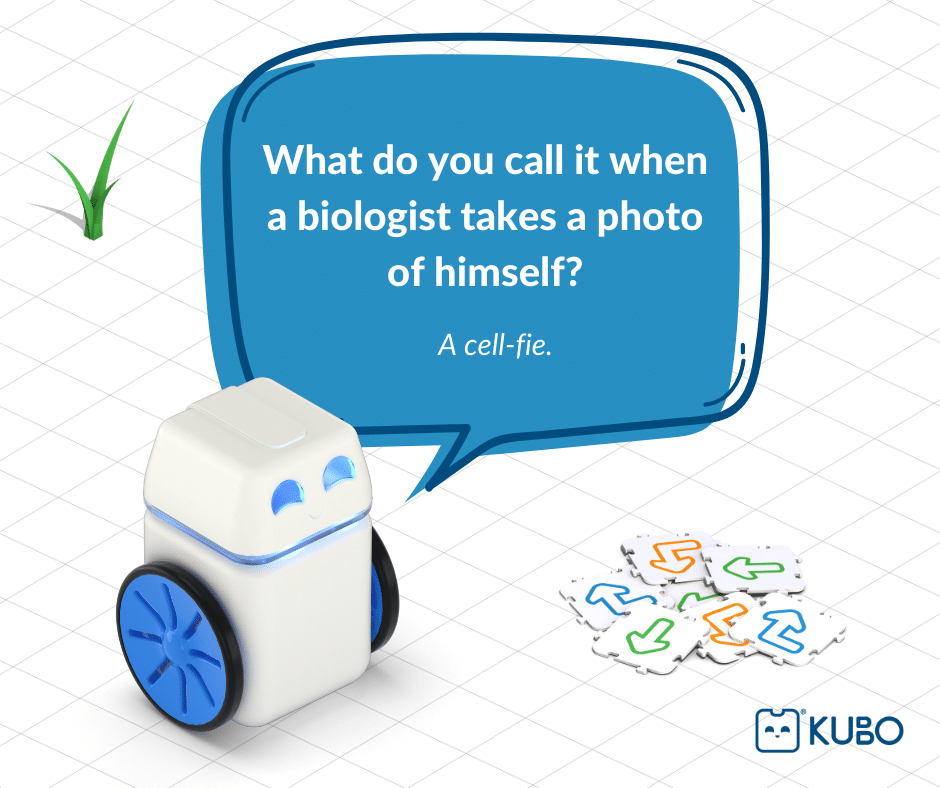 What do you call it when
a biologist takes a photo
of himself?
A cell-fie.
KUBO